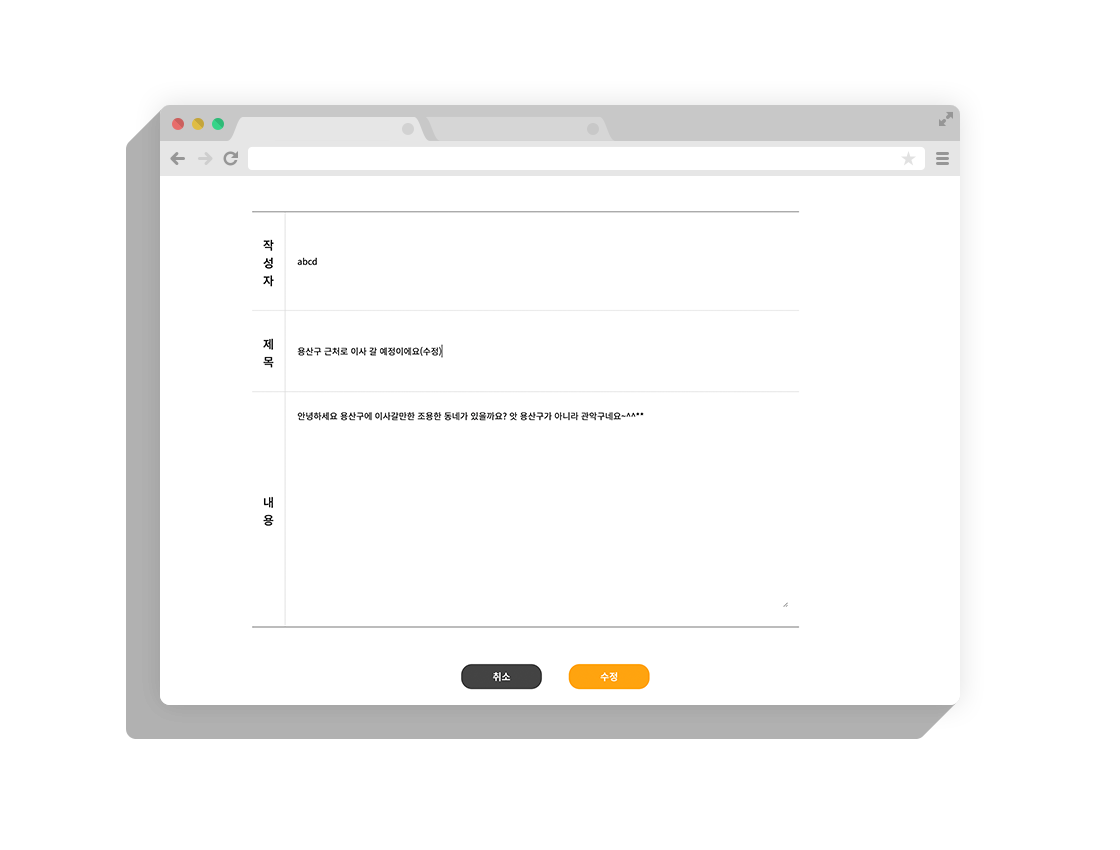 작
성
자
abcd
제
목
용산구 근처로 이사 갈 예정이에요(수정)
안녕하세요 용산구에 이사갈만한 조용한 동네가 있을까요? 앗 용산구가 아니라 관악구네요~^^**
내
용
취소
수정